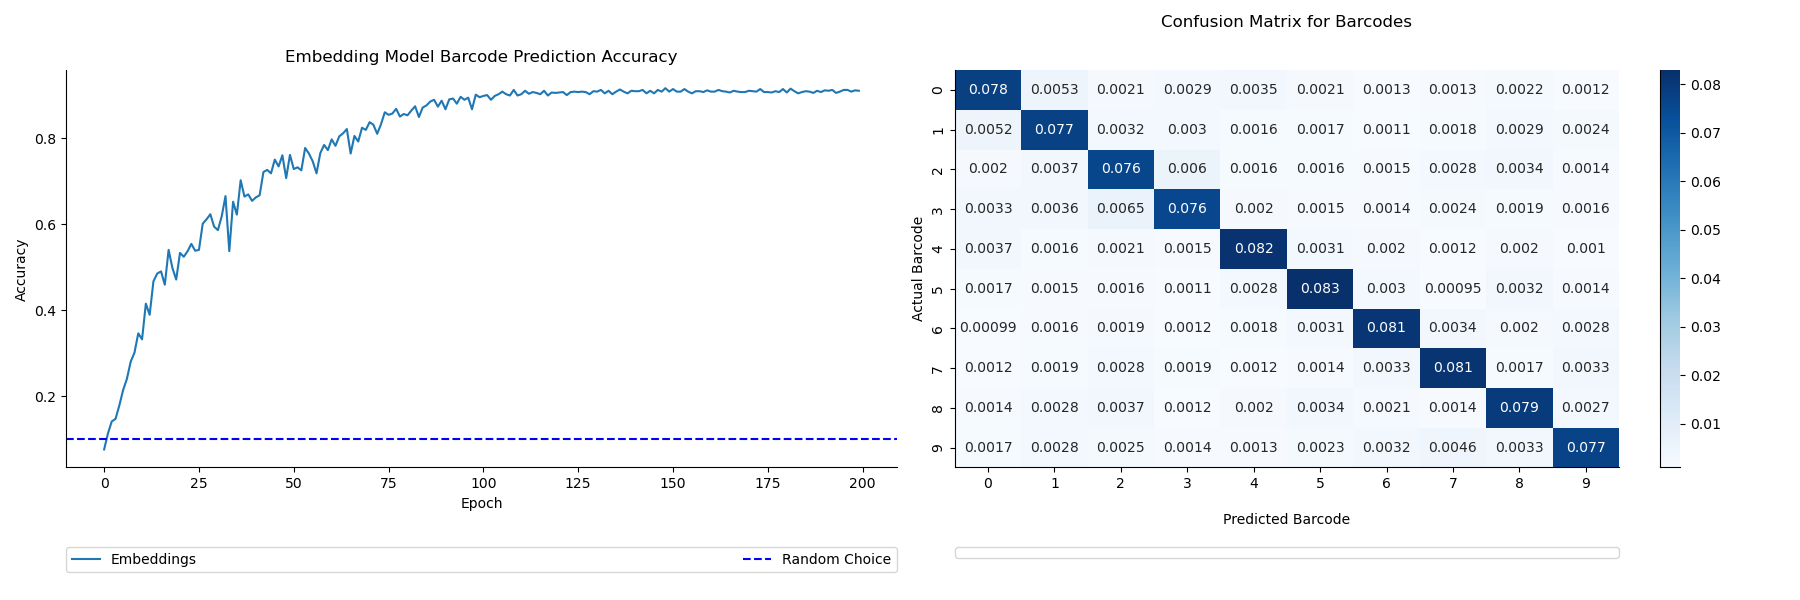 Embedding Model Barcode Prediction Accuracy
Accuracy
0.8
0.6
0.4
0.2
0 25 50 75 100 125 150 175 200
Epoch
Embeddings Random Choice
Confusion Matrix for Barcodes
Actual Barcode
0 0.078 0.0053 0.0021 0.0029 0.0035 0.0021 0.0013 0.0013 0.0022 0.0012
1 0.0052 0.077 0.0032 0.003 0.0016 0.0017 0.0011 0.0018 0.0029 0.0024
2 0.002 0.0037 0.076 0.006 0.0016 0.0016 0.0015 0.0028 0.0034 0.0014
3 0.0033 0.0036 0.0065 0.076 0.002 0.0015 0.0014 0.0024 0.0019 0.0016
4 0.0037 0.0016 0.0021 0.0015 0.082 0.0031 0.002 0.0012 0.002 0.001
5 0.0017 0.0015 0.0016 0.0011 0.0028 0.083 0.003 0.00095 0.0032 0.0014
6 0.00099 0.0016 0.0019 0.0012 0.0018 0.0031 0.081 0.0034 0.002 0.0028
7 0.0012 0.0019 0.0028 0.0019 0.0012 0.0014 0.0033 0.081 0.0017 0.0033
8 0.0014 0.0028 0.0037 0.0012 0.002 0.0034 0.0021 0.0014 0.079 0.0027
9 0.0017 0.0028 0.0025 0.0014 0.0013 0.0023 0.0032 0.0046 0.0033 0.077
0 1 2 3 4 5 6 7 8 9
Predicted Barcode
0.08
0.07
0.06
0.05
0.04
0.03
0.02
0.01